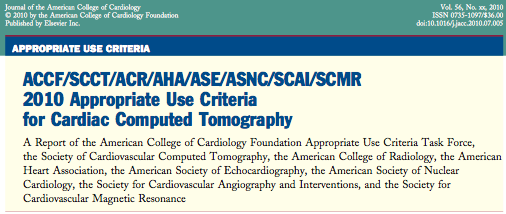 Journal of the American College of Cardiology
© 2010 by the American College of Cardiology Foundation
Published by Elsevier Inc.
Vol. 56, No. xx, 2010
ISSN 0735-1097/$36.00
doi:10.1016/j.jacc.2010.07.005
APPROPRIATE USE CRITERIA
ACCF/SCCT/ACR/AHA/ASE/ASNC/SCAI/SCMR
2010 Appropriate Use Criteria
for Cardiac Computed Tomography
A Report of the American College of Cardiology Foundation Appropriate Use Criteria Task Force,
the Society of Cardiovascular Computed Tomography, the American College of Radiology, the American
Heart Association, the American Society of Echocardiography, the American Society of Nuclear
Cardiology, the Society for Cardiovascular Angiography and Interventions, and the Society for
Cardiovascular Magnetic Resonance